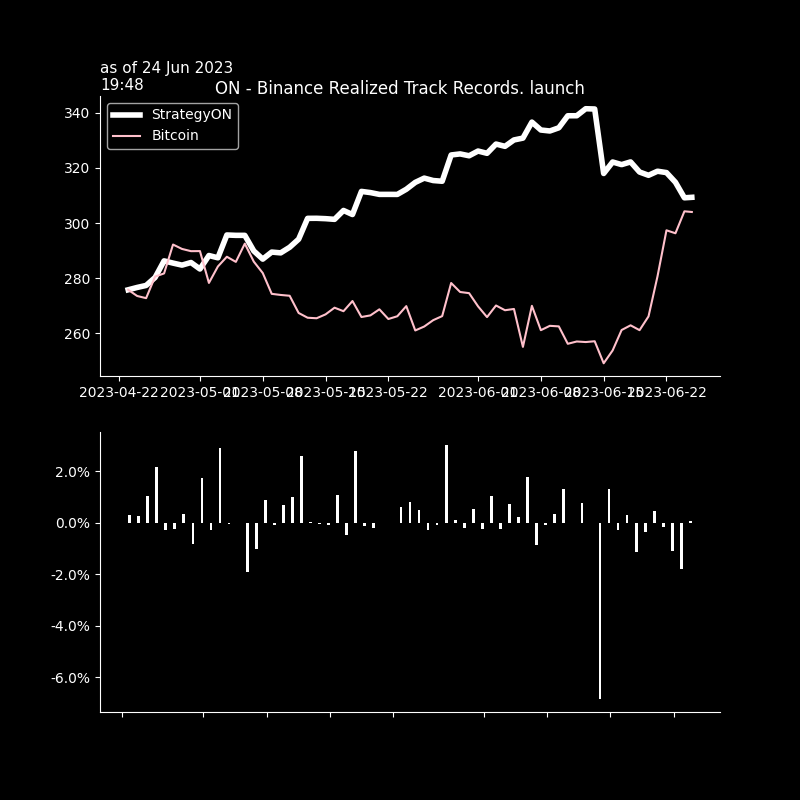 as of 24 Jun 2023
19:48
ON - Binance Realized Track Records. launch
StrategyON
Bitcoin
340
320
300
280
260
2023-04-22 2023-05-01 2023-05-08 2023-05-15 2023-05-22 2023-06-01 2023-06-08 2023-06-15 2023-06-22
2.0%
0.0%
-2.0%
-4.0%
-6.0%